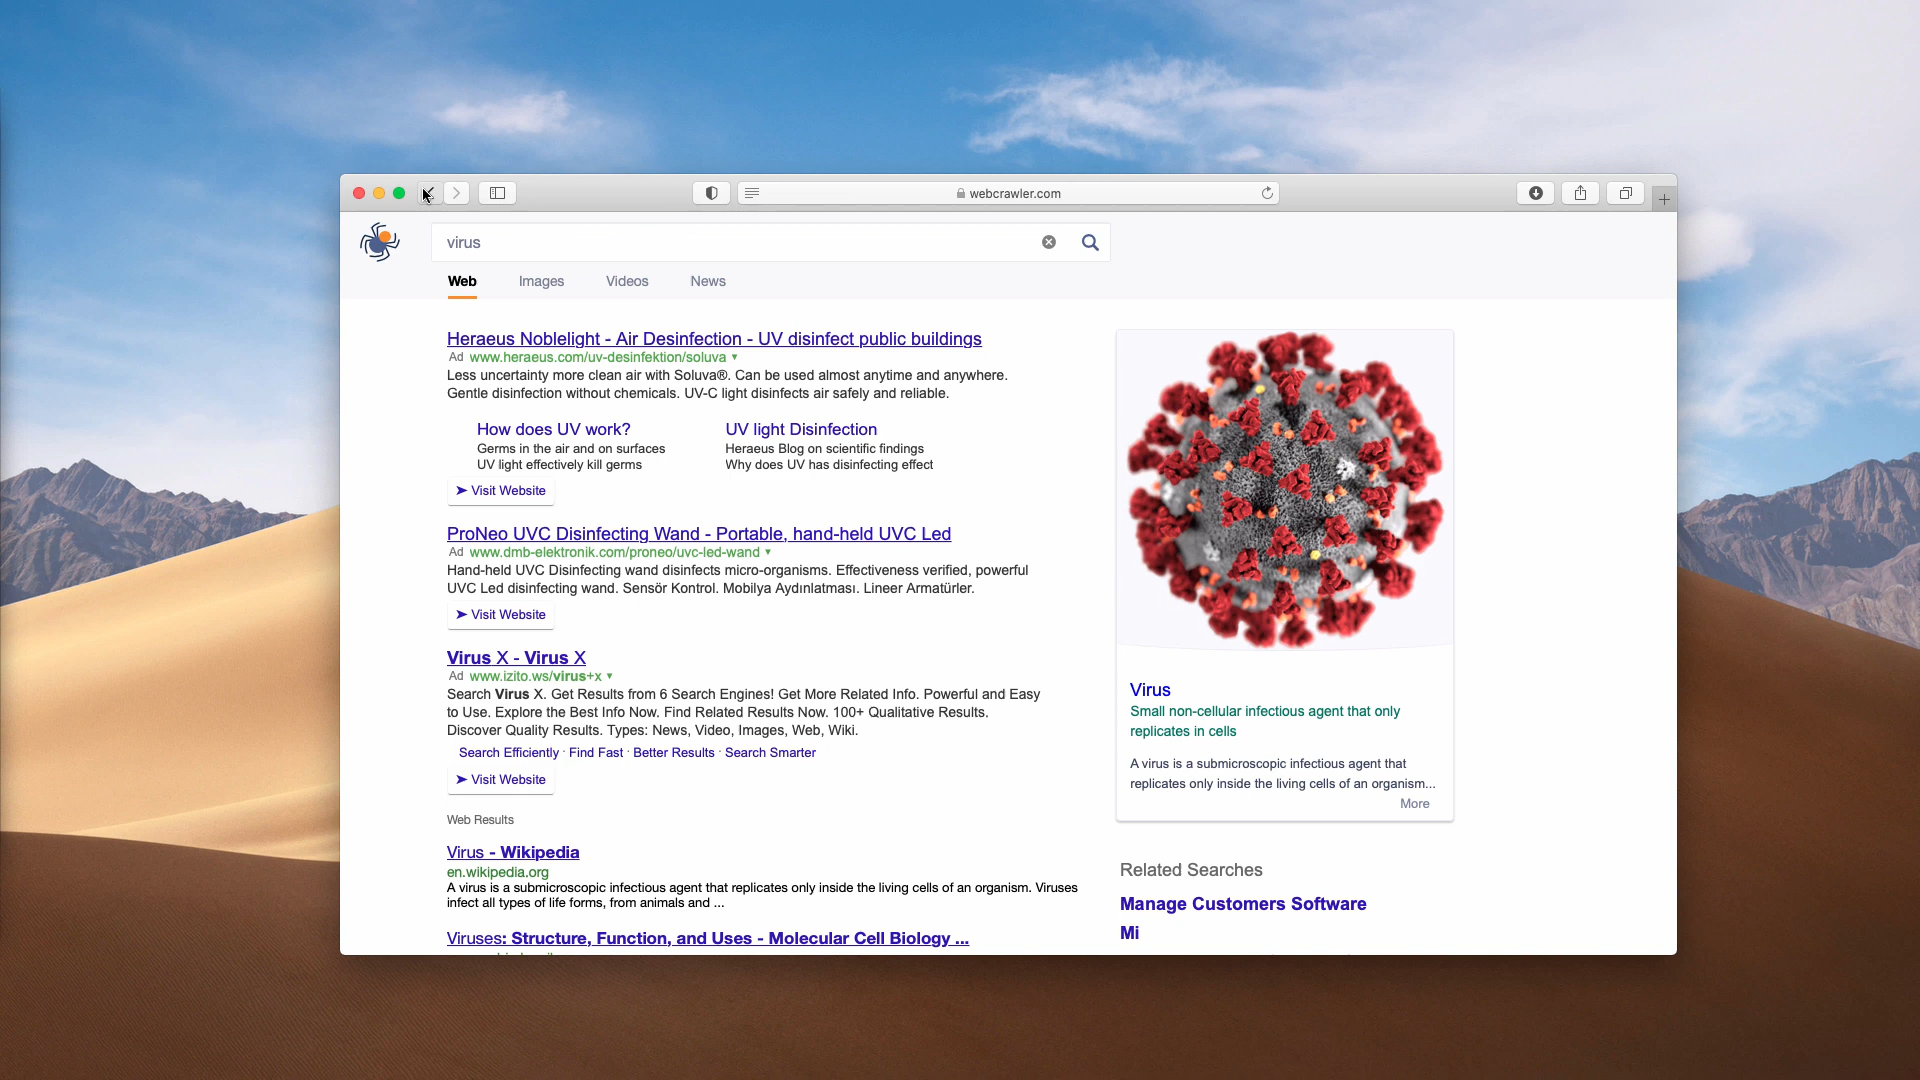 webcrawler.com
virus
Web Images Videos News
Heraeus Noblelight - Air Desinfection - UV disinfect public buildings
Ad www.heraeus.com/uv-desinfektion/soluva ▼
Less uncertainty more clean air with Soluva®. Can be used almost anytime and anywhere.
Gentle disinfection without chemicals. UV-C light disinfects air safely and reliable.
How does UV work?
Germs in the air and on surfaces
UV light effectively kill germs
UV light Disinfection
Heraeus Blog on scientific findings
Why does UV has disinfecting effect
➤ Visit Website
ProNeo UVC Disinfecting Wand - Portable, hand-held UVC Led
Ad www.dmb-elektronik.com/proneo/uvc-led-wand ▼
Hand-held UVC Disinfecting wand disinfects micro-organisms. Effectiveness verified, powerful
UVC Led disinfecting wand. Sensör Kontrol. Mobilya Aydınlatması. Lineer Armatürler.
➤ Visit Website
Virus X - Virus X
Ad www.izito.ws/virus+x ▼
Search Virus X. Get Results from 6 Search Engines! Get More Related Info. Powerful and Easy
to Use. Explore the Best Info Now. Find Related Results Now. 100+ Qualitative Results.
Discover Quality Results. Types: News, Video, Images, Web, Wiki.
Search Efficiently · Find Fast · Better Results · Search Smarter
➤ Visit Website
Web Results
Virus - Wikipedia
en.wikipedia.org
A virus is a submicroscopic infectious agent that replicates only inside the living cells of an organism. Viruses
infect all types of life forms, from animals and ...
Viruses: Structure, Function, and Uses - Molecular Cell Biology ...
Virus
Small non-cellular infectious agent that only
replicates in cells
A virus is a submicroscopic infectious agent that
replicates only inside the living cells of an organism...
More
Related Searches
Manage Customers Software
Mi